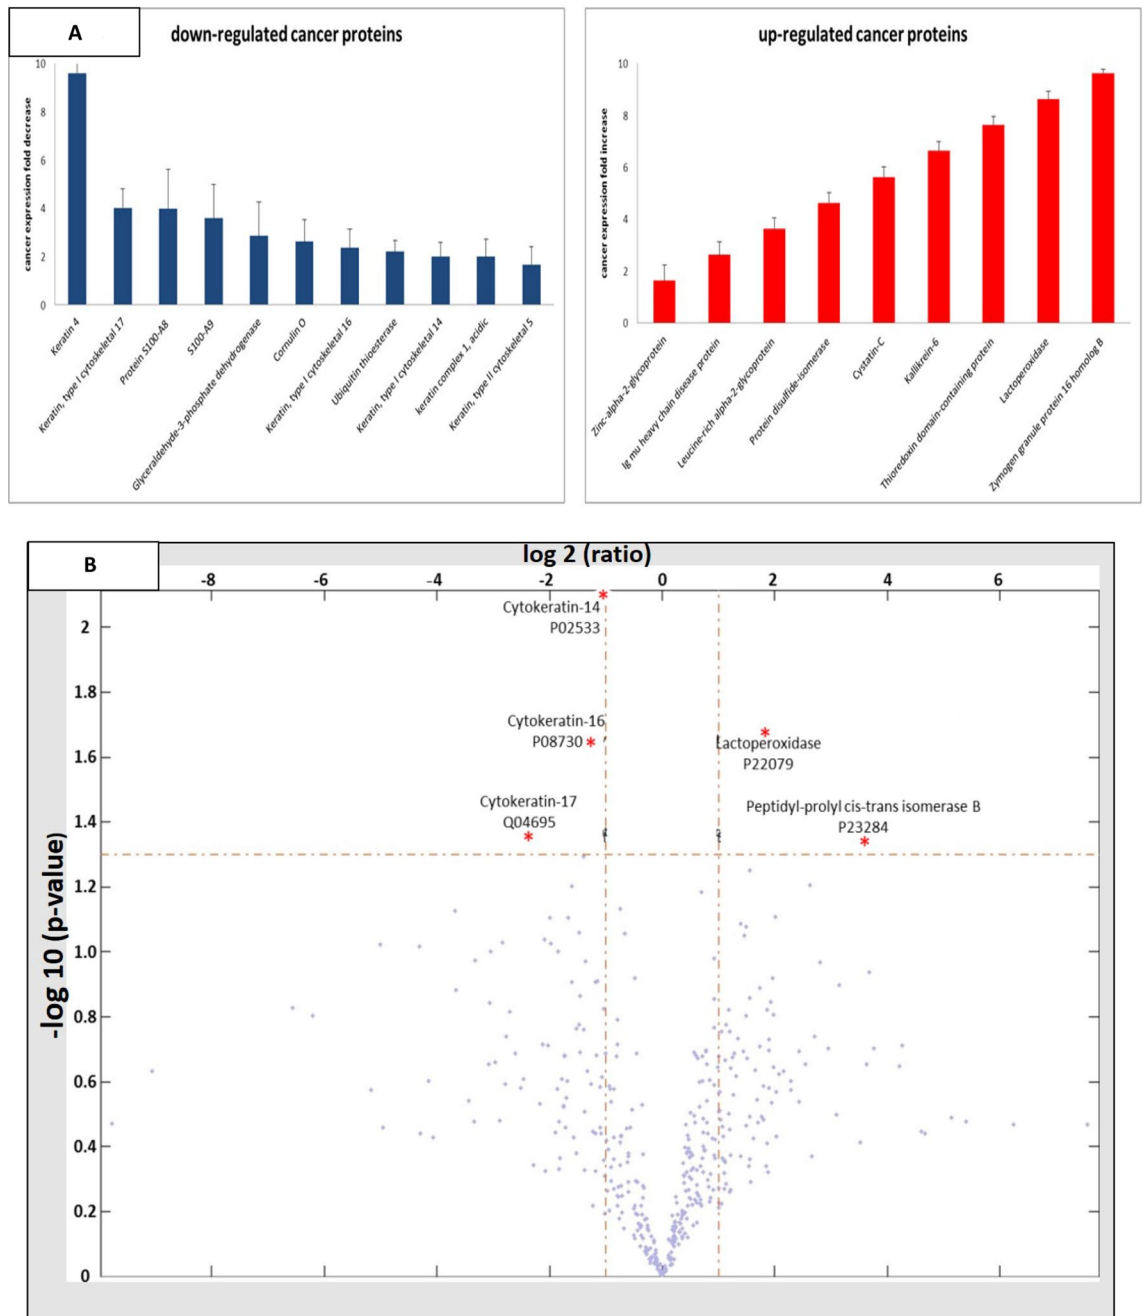 A
down-regulated cancer proteins
cancer expression fold decrease
10
8
6
4
2
0
Keratin 4
Keratin, type I cytoskeletal 17
Protein S100-A8
S100-A9
Glyceraldehyde-3-phosphate dehydrogenase
Cornulin O
Keratin, type I cytoskeletal 16
Ubiquitin thioesterase
Keratin, type I cytoskeletal 14
keratin complex 1, acidic
Keratin, type II cytoskeletal 5
up-regulated cancer proteins
cancer expression fold increase
10
8
6
4
2
0
Zinc-alpha-2-glycoprotein
Ig mu heavy chain disease protein
Leucine-rich alpha-2-glycoprotein
Protein disulfide-isomerase
Cystatin-C
Kallikrein-6
Thioredoxin domain-containing protein
Lactoperoxidase
Zymogen granule protein 16 homolog B
B
log 2 (ratio)
-8 -6 -4 -2 0 2 4 6
-log 10 (p-value)
2
1.8
1.6
1.4
1.2
1.0
0.8
0.6
0.4
0.2
0
Cytokeratin-14
P02533
Cytokeratin-16
P08730
Lactoperoxidase
P22079
Cytokeratin-17
Q04695
Peptidyl-prolyl cis-trans isomerase B
P23284